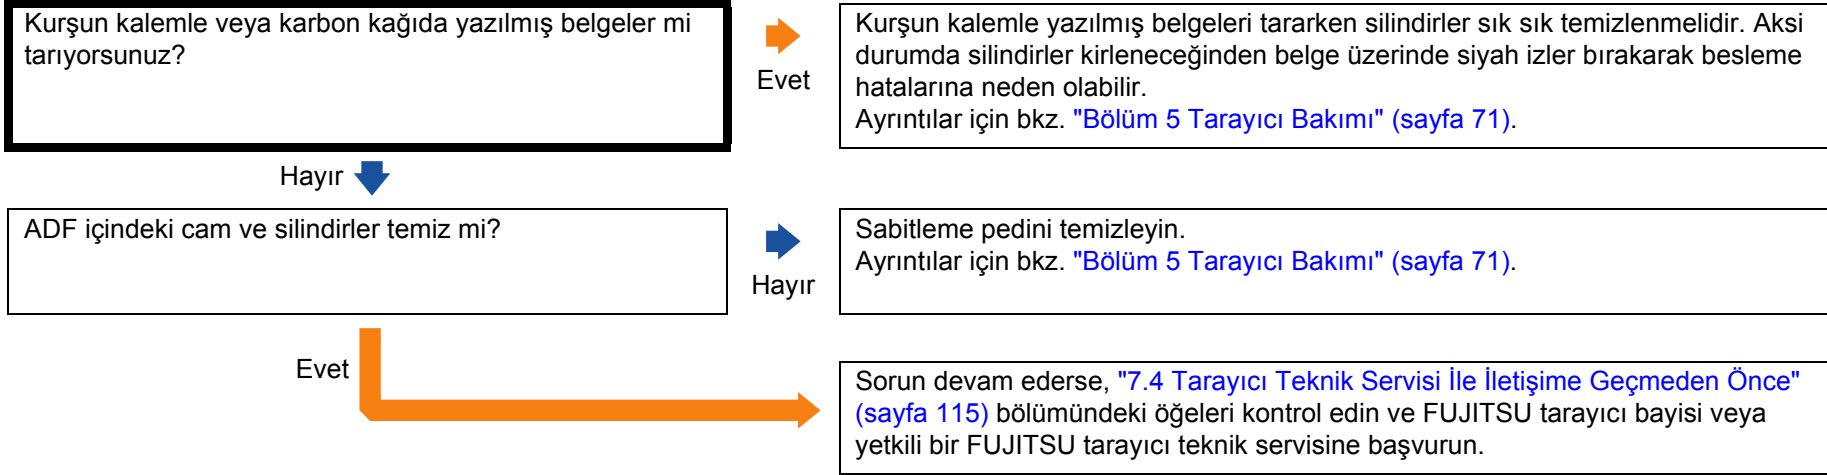 Kurşun kalemle veya karbon kağıda yazılmış belgeler mi
tarıyorsunuz?
Evet
Kurşun kalemle yazılmış belgeleri tararken silindirler sık sık temizlenmelidir. Aksi
durumda silindirler kirleneceğinden belge üzerinde siyah izler bırakarak besleme
hatalarına neden olabilir.
Ayrıntılar için bkz. "Bölüm 5 Tarayıcı Bakımı" (sayfa 71).
Hayır
ADF içindeki cam ve silindirler temiz mi?
Hayır
Sabitleme pedini temizleyin.
Ayrıntılar için bkz. "Bölüm 5 Tarayıcı Bakımı" (sayfa 71).
Evet
Sorun devam ederse, "7.4 Tarayıcı Teknik Servisi İle İletişime Geçmeden Önce"
(sayfa 115) bölümündeki öğeleri kontrol edin ve FUJITSU tarayıcı bayisi veya
yetkili bir FUJITSU tarayıcı teknik servisine başvurun.